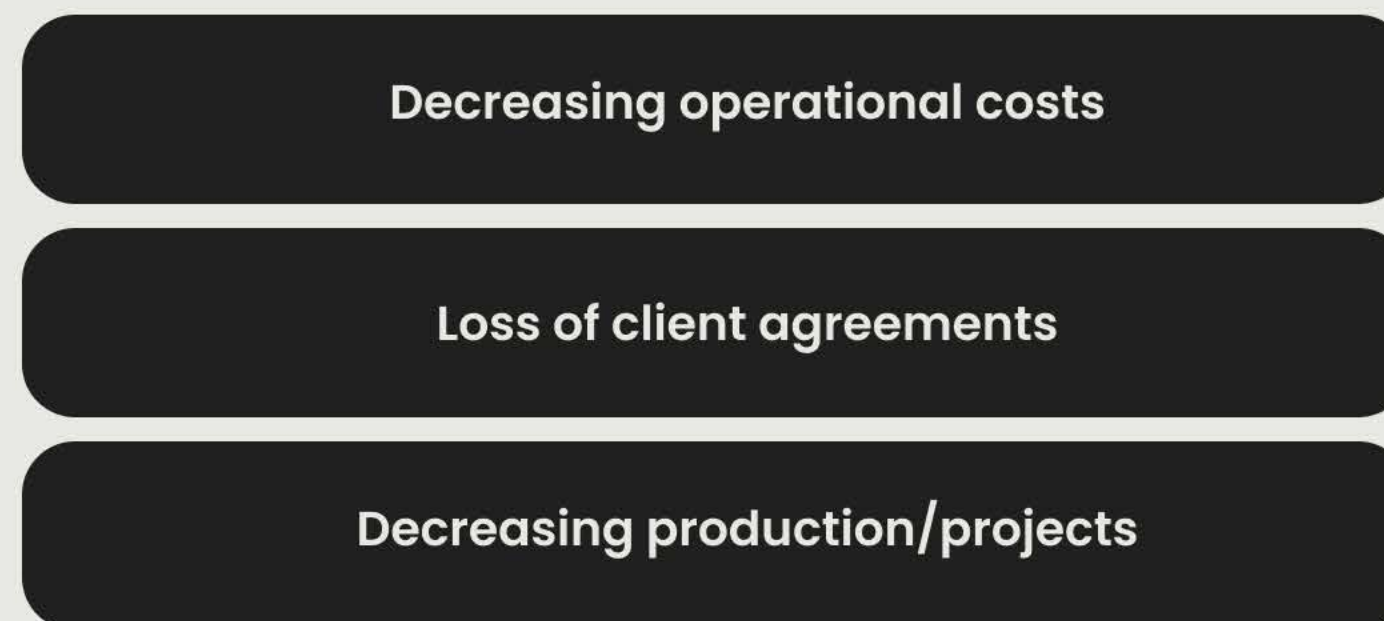 Decreasing operational costs
Loss of client agreements
Decreasing production/projects